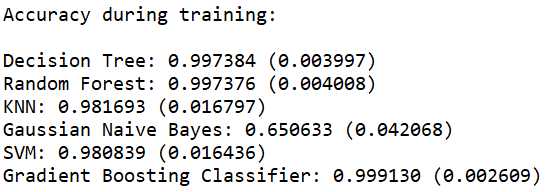 Accuracy during training:
Decision Tree: 0.997384 (0.003997)
Random Forest: 0.997376 (0.004008)
KNN: 0.981693 (0.016797)
Gaussian Naive Bayes: 0.650633 (0.042068)
SVM: 0.980839 (0.016436)
Gradient Boosting Classifier: 0.999130 (0.002609)